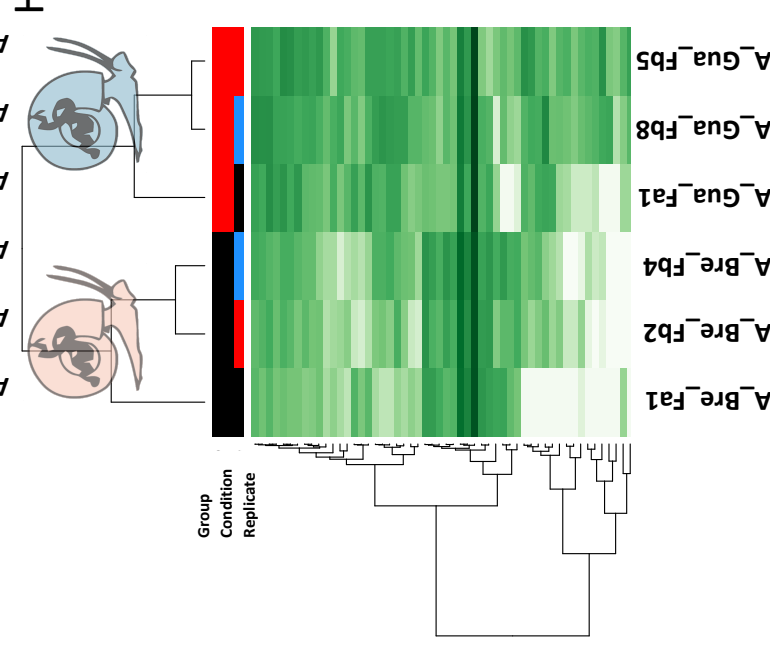 A_Gua_Fb5
A_Gua_Fb8
A_Gua_Fa1
A_Bre_Fb4
A_Bre_Fb2
A_Bre_Fa1
Group
Condition
Replicate